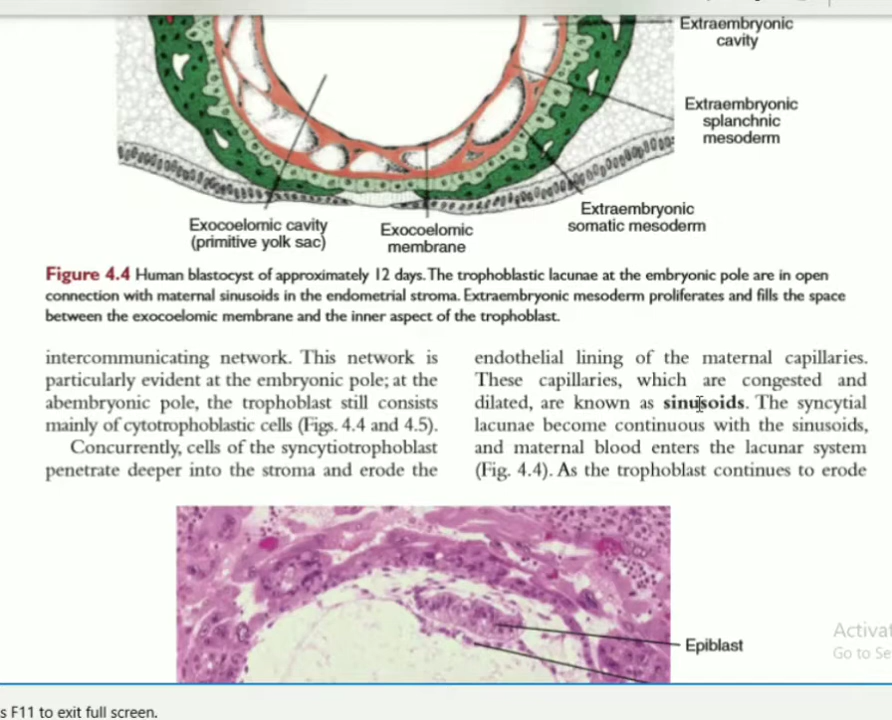 Extraembryonic
cavity
Extraembryonic
splanchnic
mesoderm
Extraembryonic
somatic mesoderm
Exocoelomic cavity
(primitive yolk sac)
Exocoelomic
membrane
Figure 4.4 Human blastocyst of approximately 12 days. The trophoblastic lacunae at the embryonic pole are in open
connection with maternal sinusoids in the endometrial stroma. Extraembryonic mesoderm proliferates and fills the space
between the exocoelomic membrane and the inner aspect of the trophoblast.
intercommunicating network. This network is
particularly evident at the embryonic pole; at the
abembryonic pole, the trophoblast still consists
mainly of cytotrophoblastic cells (Figs. 4.4 and 4.5).
Concurrently, cells of the syncytiotrophoblast
penetrate deeper into the stroma and erode the
endothelial lining of the maternal capillaries.
These capillaries, which are congested and
dilated, are known as sinusoids. The syncytial
lacunae become continuous with the sinusoids,
and maternal blood enters the lacunar system
(Fig. 4.4). As the trophoblast continues to erode
Epiblast
Activat
Go to Se
s F11 to exit full screen.